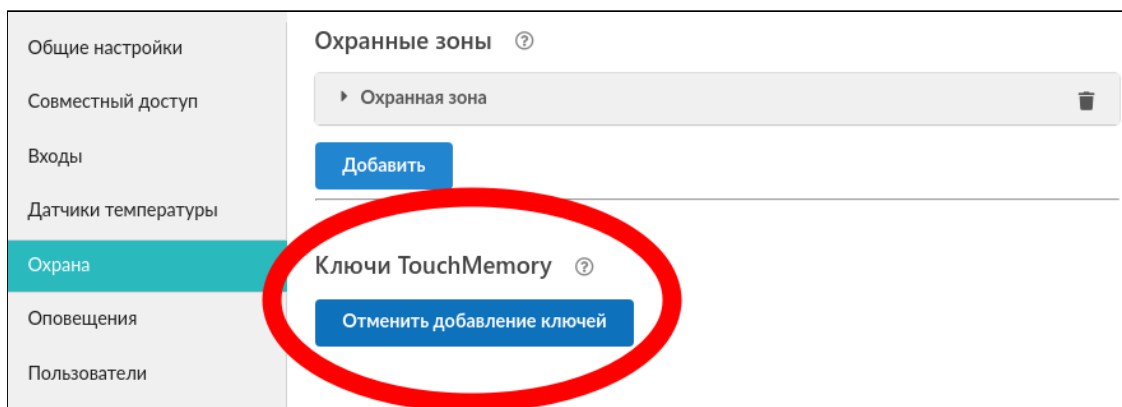 Общие настройки
Совместный доступ
Входы
Датчики температуры
Охрана
Оповещения
Пользователи
Охранные зоны
Охранная зона
Добавить
Ключи TouchMemory
Отменить добавление ключей